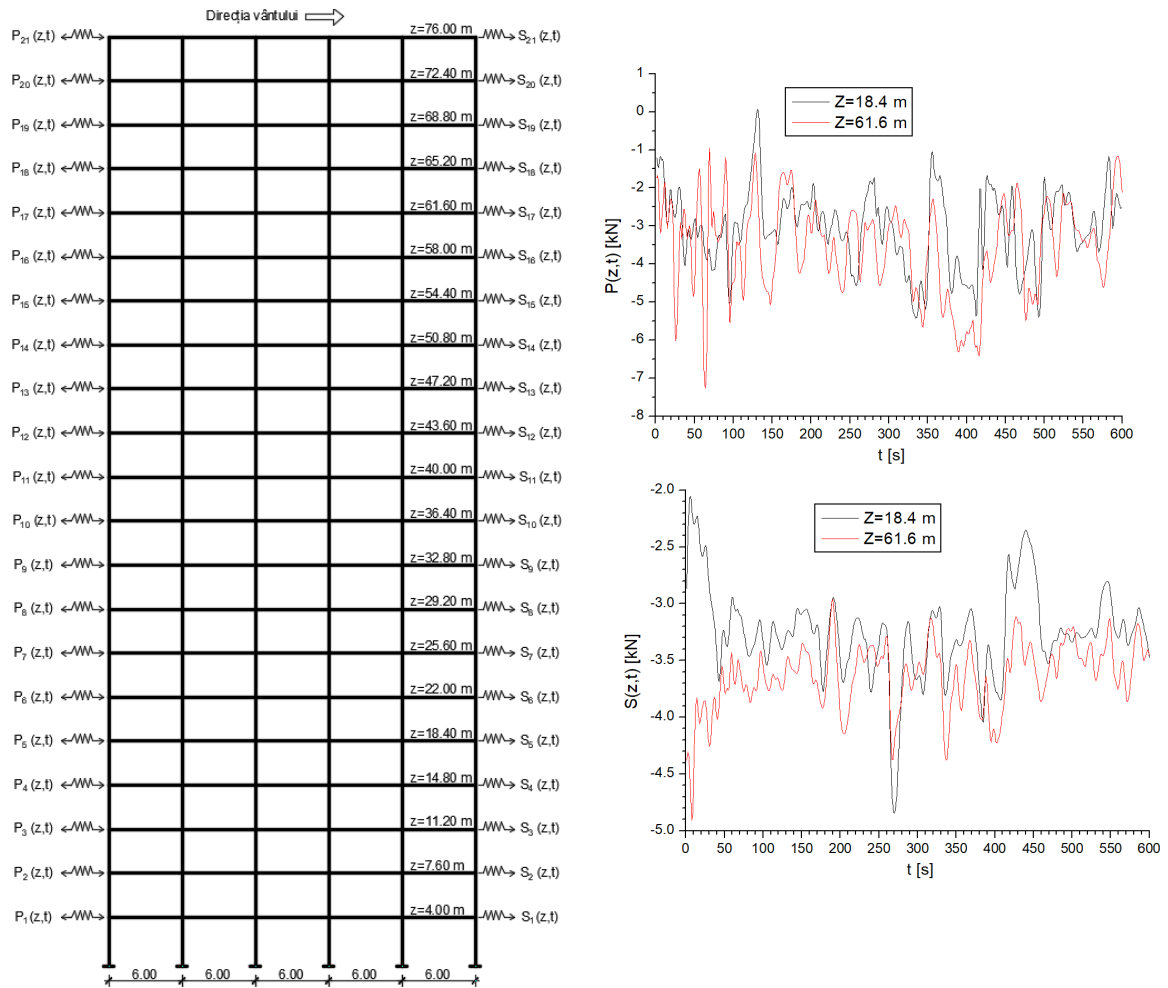 Direcția vântului
P21 (z,t) z=76.00 m S21 (z,t)
P20 (z,t) z=72.40 m S20 (z,t)
P19 (z,t) z=68.80 m S19 (z,t)
P18 (z,t) z=65.20 m S18 (z,t)
P17 (z,t) z=61.60 m S17 (z,t)
P16 (z,t) z=58.00 m S16 (z,t)
P15 (z,t) z=54.40 m S15 (z,t)
P14 (z,t) z=50.80 m S14 (z,t)
P13 (z,t) z=47.20 m S13 (z,t)
P12 (z,t) z=43.60 m S12 (z,t)
P11 (z,t) z=40.00 m S11 (z,t)
P10 (z,t) z=36.40 m S10 (z,t)
P9 (z,t) z=32.80 m S9 (z,t)
P8 (z,t) z=29.20 m S8 (z,t)
P7 (z,t) z=25.60 m S7 (z,t)
P6 (z,t) z=22.00 m S6 (z,t)
P5 (z,t) z=18.40 m S5 (z,t)
P4 (z,t) z=14.80 m S4 (z,t)
P3 (z,t) z=11.20 m S3 (z,t)
P2 (z,t) z=7.60 m S2 (z,t)
P1 (z,t) z=4.00 m S1 (z,t)
6.00 6.00 6.00 6.00 6.00
P(z,t) [kN]
1
0
-1
-2
-3
-4
-5
-6
-7
-8
Z=18.4 m
Z=61.6 m
0 50 100 150 200 250 300 350 400 450 500 550 600
t [s]
S(z,t) [kN]
-2.0
-2.5
-3.0
-3.5
-4.0
-4.5
-5.0
Z=18.4 m
Z=61.6 m
0 50 100 150 200 250 300 350 400 450 500 550 600
t [s]